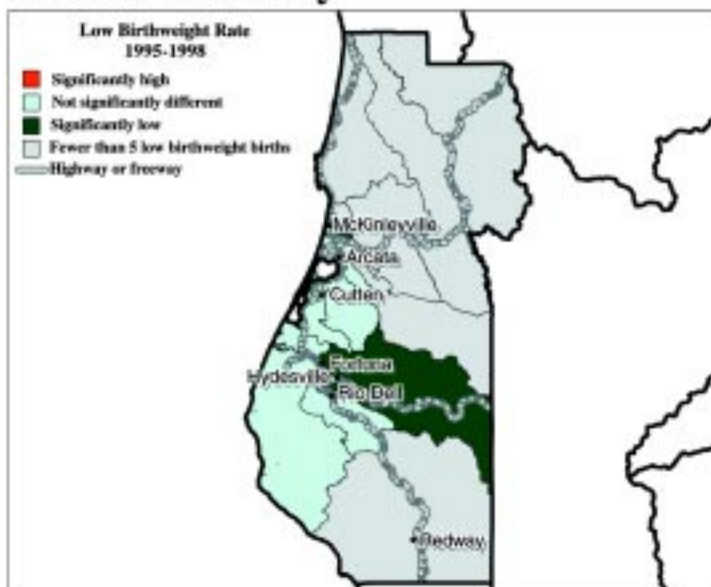 Low Birthweight Rate
1995-1998
Significantly high
Not significantly different
Significantly low
Fewer than 5 low birthweight births
Highway or freeway
McKinleyville
Arcata
Cutten
Fortuna
Hydesville
Rio Dell
Redway